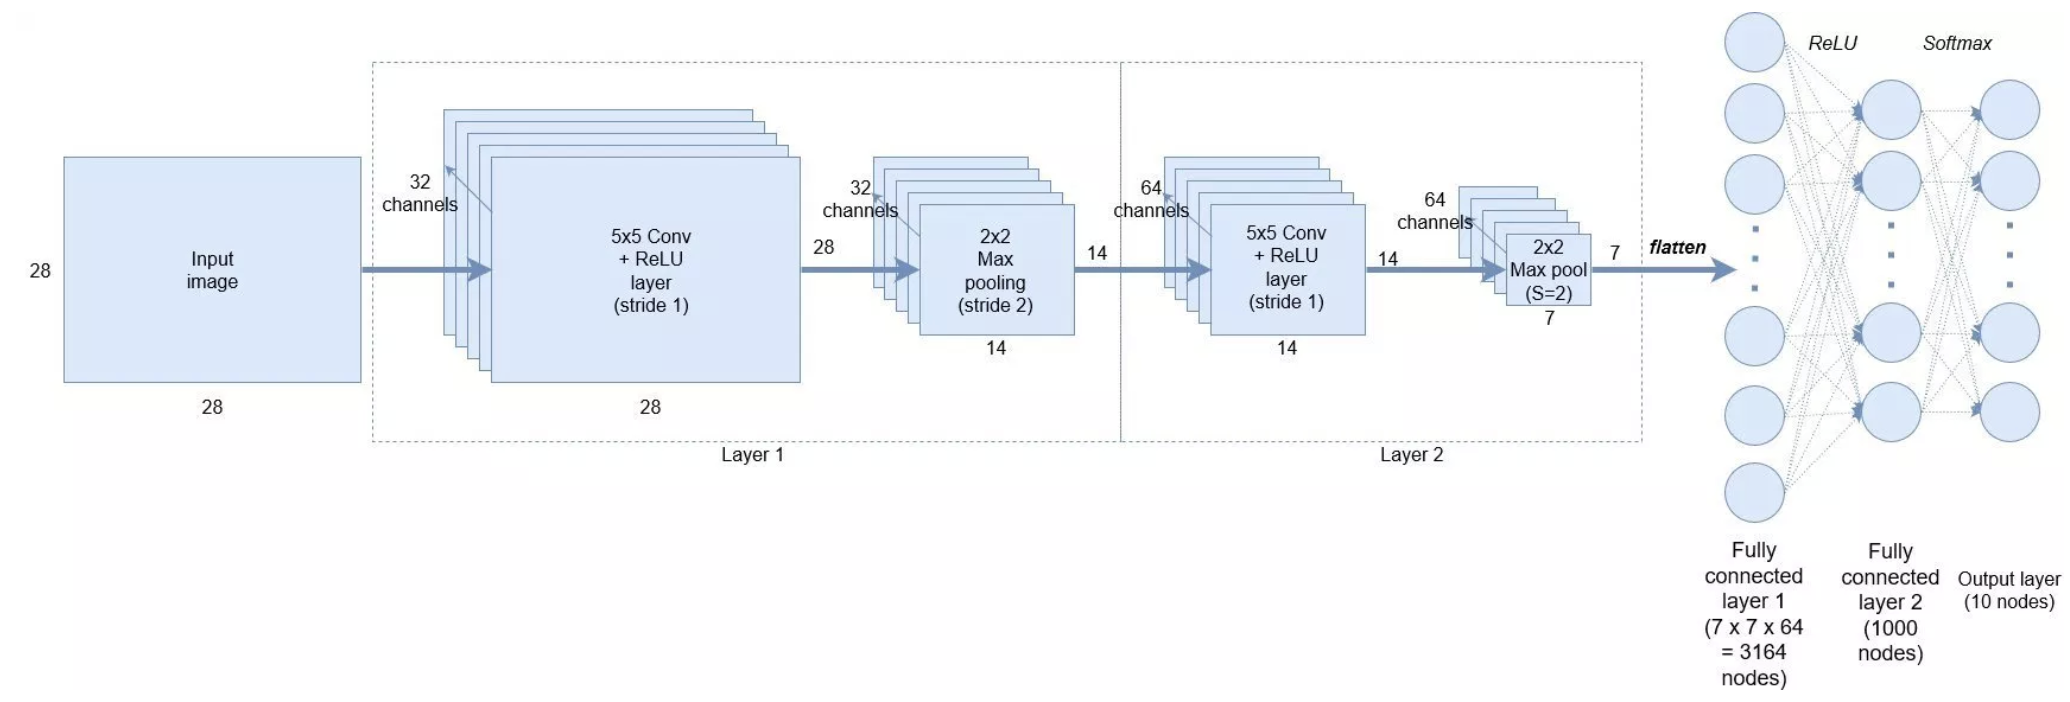 28
Input
image
28
32
channels
5x5 Conv
+ ReLU
layer
(stride 1)
28
28
32
channels
2x2
Max
pooling
(stride 2)
14
14
Layer 1
64
channels
5x5 Conv
+ ReLU
layer
(stride 1)
14
14
64
channels
2x2
Max pool
(S=2)
7
7
Layer 2
flatten
ReLU
Softmax
Fully
connected
layer 1
(7 x 7 x 64
= 3164
nodes)
Fully
connected
layer 2
(1000
nodes)
Output layer
(10 nodes)